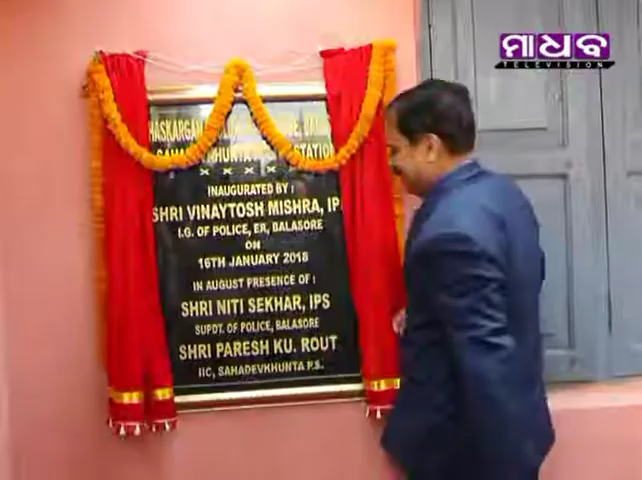 ମାଧବ
TELEVISION
INAUGURATED BY :
SHRI VINAYTOSH MISHRA,
I.G. OF POLICE, ER, BALASORE
ON
16TH JANUARY 2018
IN AUGUST PRESENCE OF :
SHRI NITI SEKHAR, IPS
SUPDT. OF POLICE, BALASORE
SHRI PARESH KU. ROUT
IIC, SAHADEVKHUNTA P.S.